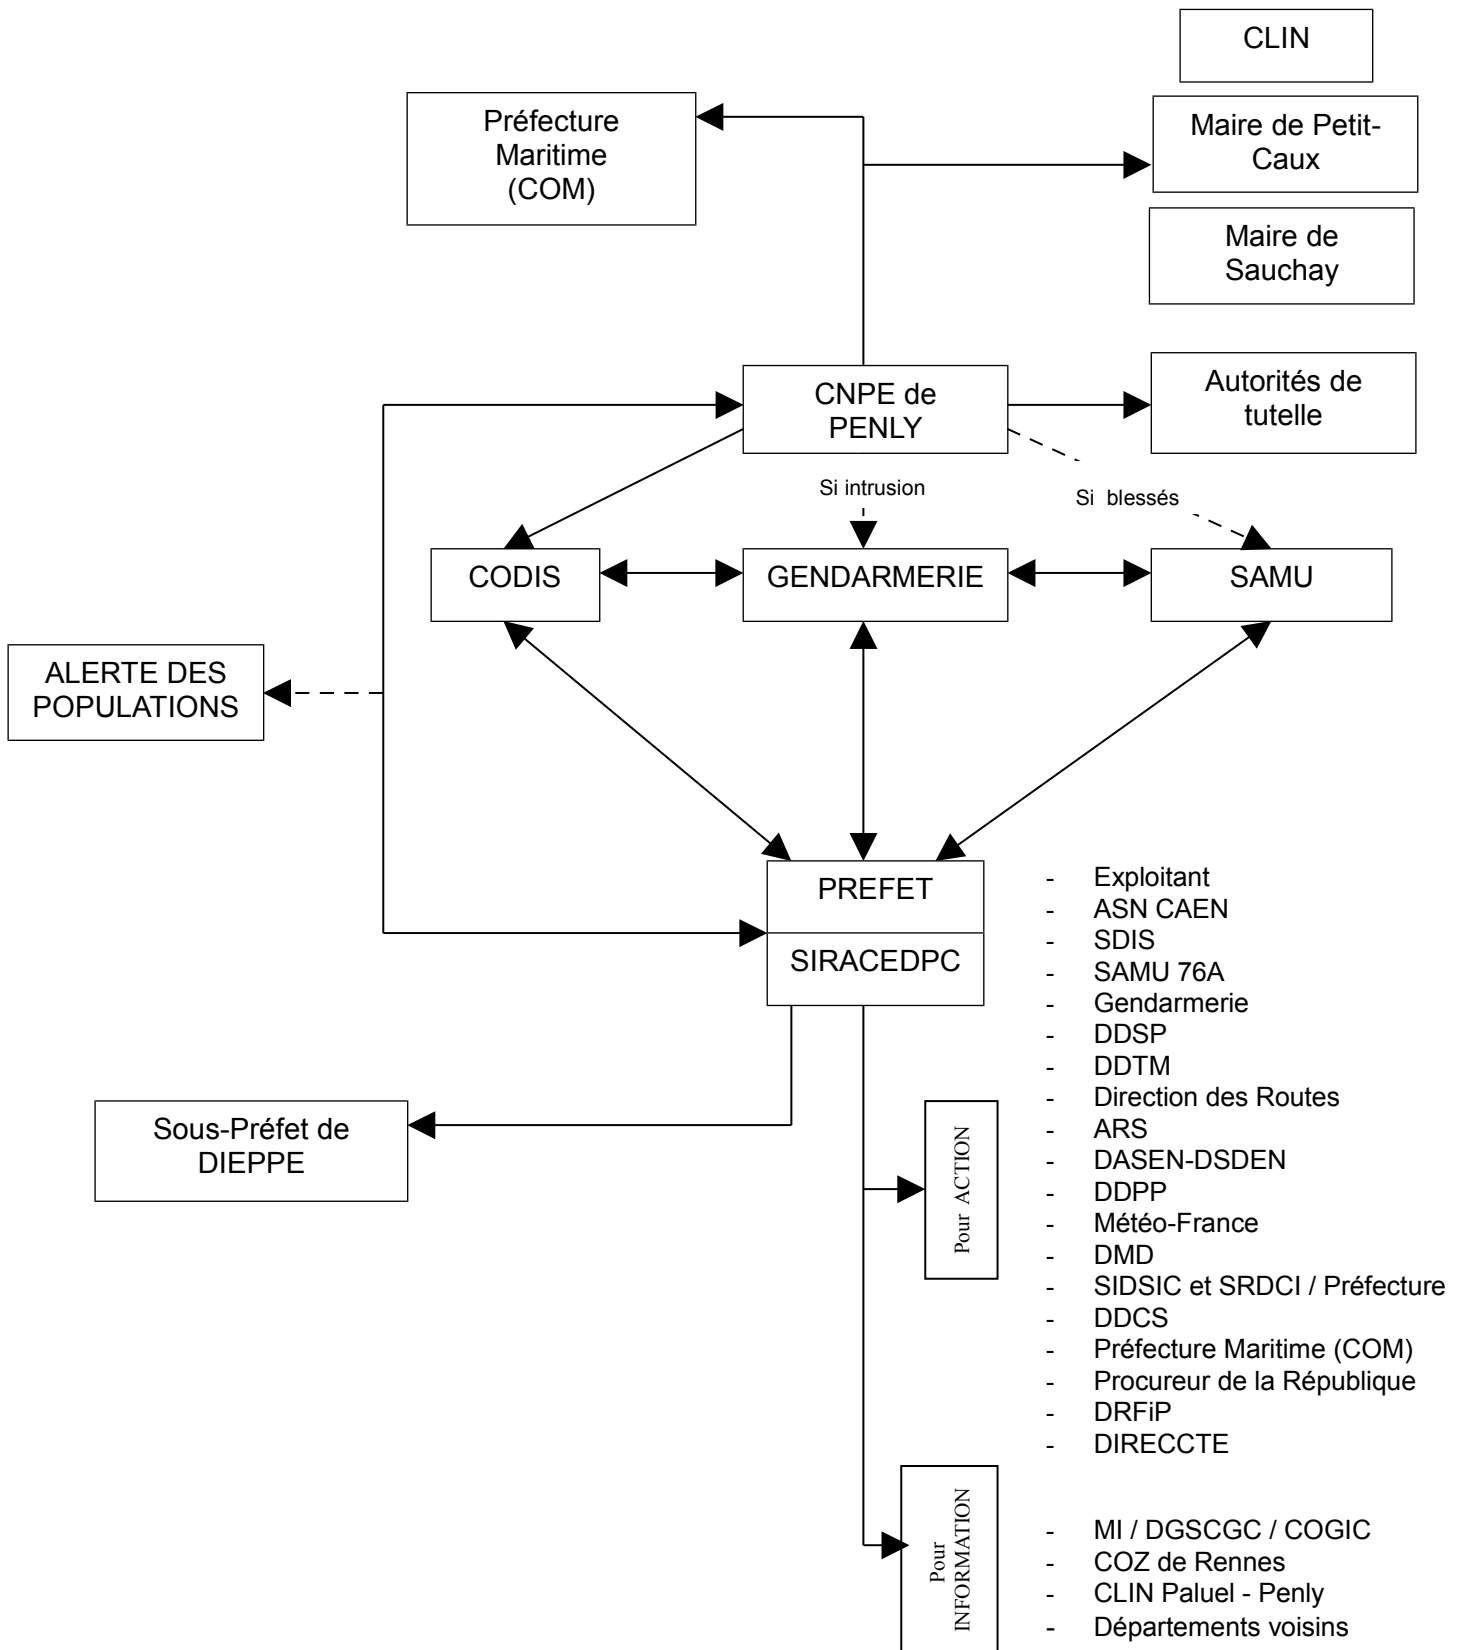 CLIN
Préfecture
Maritime
(COM)
Maire de Petit-
Caux
Maire de
Sauchay
CNPE de
PENLY
Autorités de
tutelle
Si intrusion
Si blessés
CODIS
GENDARMERIE
SAMU
ALERTE DES
POPULATIONS
PREFET
SIRACEDPC
Sous-Préfet de
DIEPPE
Pour ACTION
- Exploitant
- ASN CAEN
- SDIS
- SAMU 76A
- Gendarmerie
- DDSP
- DDTM
- Direction des Routes
- ARS
- DASEN-DSDEN
- DDPP
- Météo-France
- DMD
- SIDSIC et SRDCI / Préfecture
- DDCS
- Préfecture Maritime (COM)
- Procureur de la République
- DRFiP
- DIRECCTE
Pour
INFORMATION
- MI / DGSCGC / COGIC
- COZ de Rennes
- CLIN Paluel - Penly
- Départements voisins